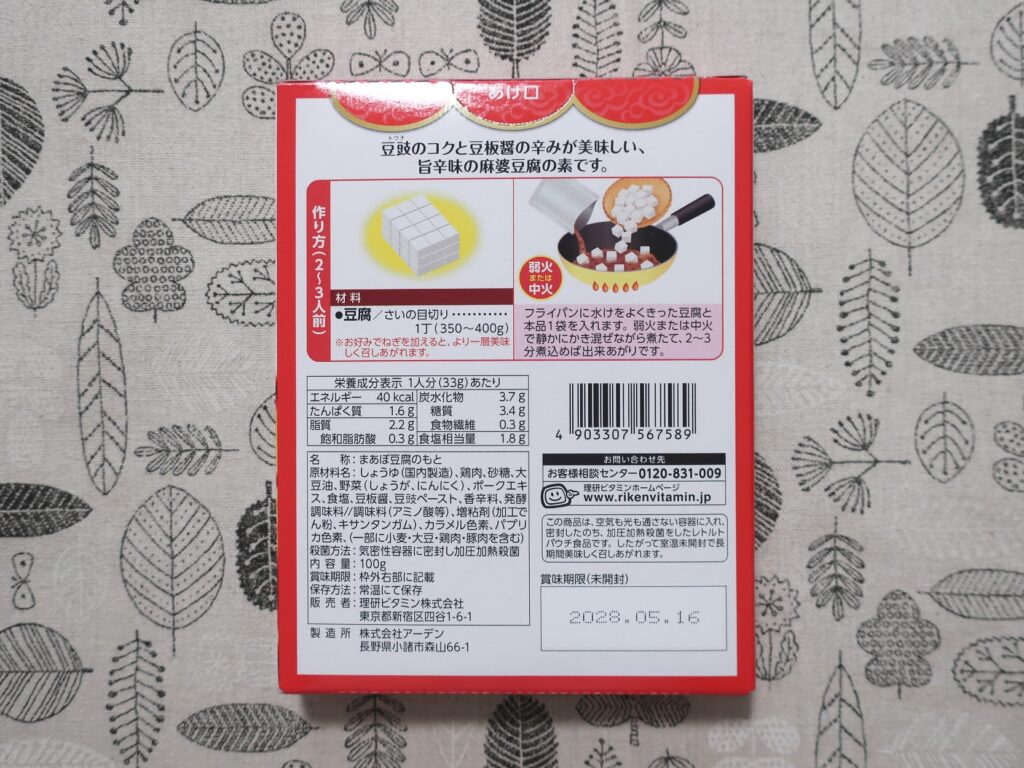 あけ口
トウチ
豆豉のコクと豆板醤の辛みが美味しい、
旨辛味の麻婆豆腐の素です。
作り方(2〜3人前)
材料
●豆腐/さいの目切り…………
1丁(350〜400g)
※お好みでねぎを加えると、より一層美味
しく召しあがれます。
弱火
または
中火
フライパンに水けをよくきった豆腐と
本品1袋を入れます。弱火または中火
で静かにかき混ぜながら煮たて、2〜3
分煮込めば出来あがりです。
栄養成分表示 1人分(33g)あたり
エネルギー 40 kcal 炭水化物 3.7 g
たんぱく質 1.6 g 糖質 3.4 g
脂質 2.2 g 食物繊維 0.3 g
飽和脂肪酸 0.3 g 食塩相当量 1.8 g
名 称:まあぼ豆腐のもと
原材料名:しょうゆ(国内製造)、鶏肉、砂糖、大
豆油、野菜(しょうが、にんにく)、ポークエキ
ス、食塩、豆板醤、豆豉ペースト、香辛料、発酵
調味料//調味料(アミノ酸等)、増粘剤(加工で
ん粉、キサンタンガム)、カラメル色素、パプリ
カ色素、(一部に小麦・大豆・鶏肉・豚肉を含む)
殺菌方法:気密性容器に密封し加圧加熱殺菌
内 容 量:100g
賞味期限:枠外右部に記載
保存方法:常温にて保存
販 売 者:理研ビタミン株式会社
東京都新宿区四谷1-6-1
製 造 所 株式会社アーデン
長野県小諸市森山66-1
4 903307 567589
お問い合わせ先
お客様相談センター0120-831-009
理研ビタミンホームページ
www.rikenvitamin.jp
この商品は、空気も光も通さない容器に入れ、
密封したのち、加圧加熱殺菌をしたレトルト
パウチ食品です。したがって室温未開封で長
期間美味しく召しあがれます。
賞味期限(未開封)
2028.05.16